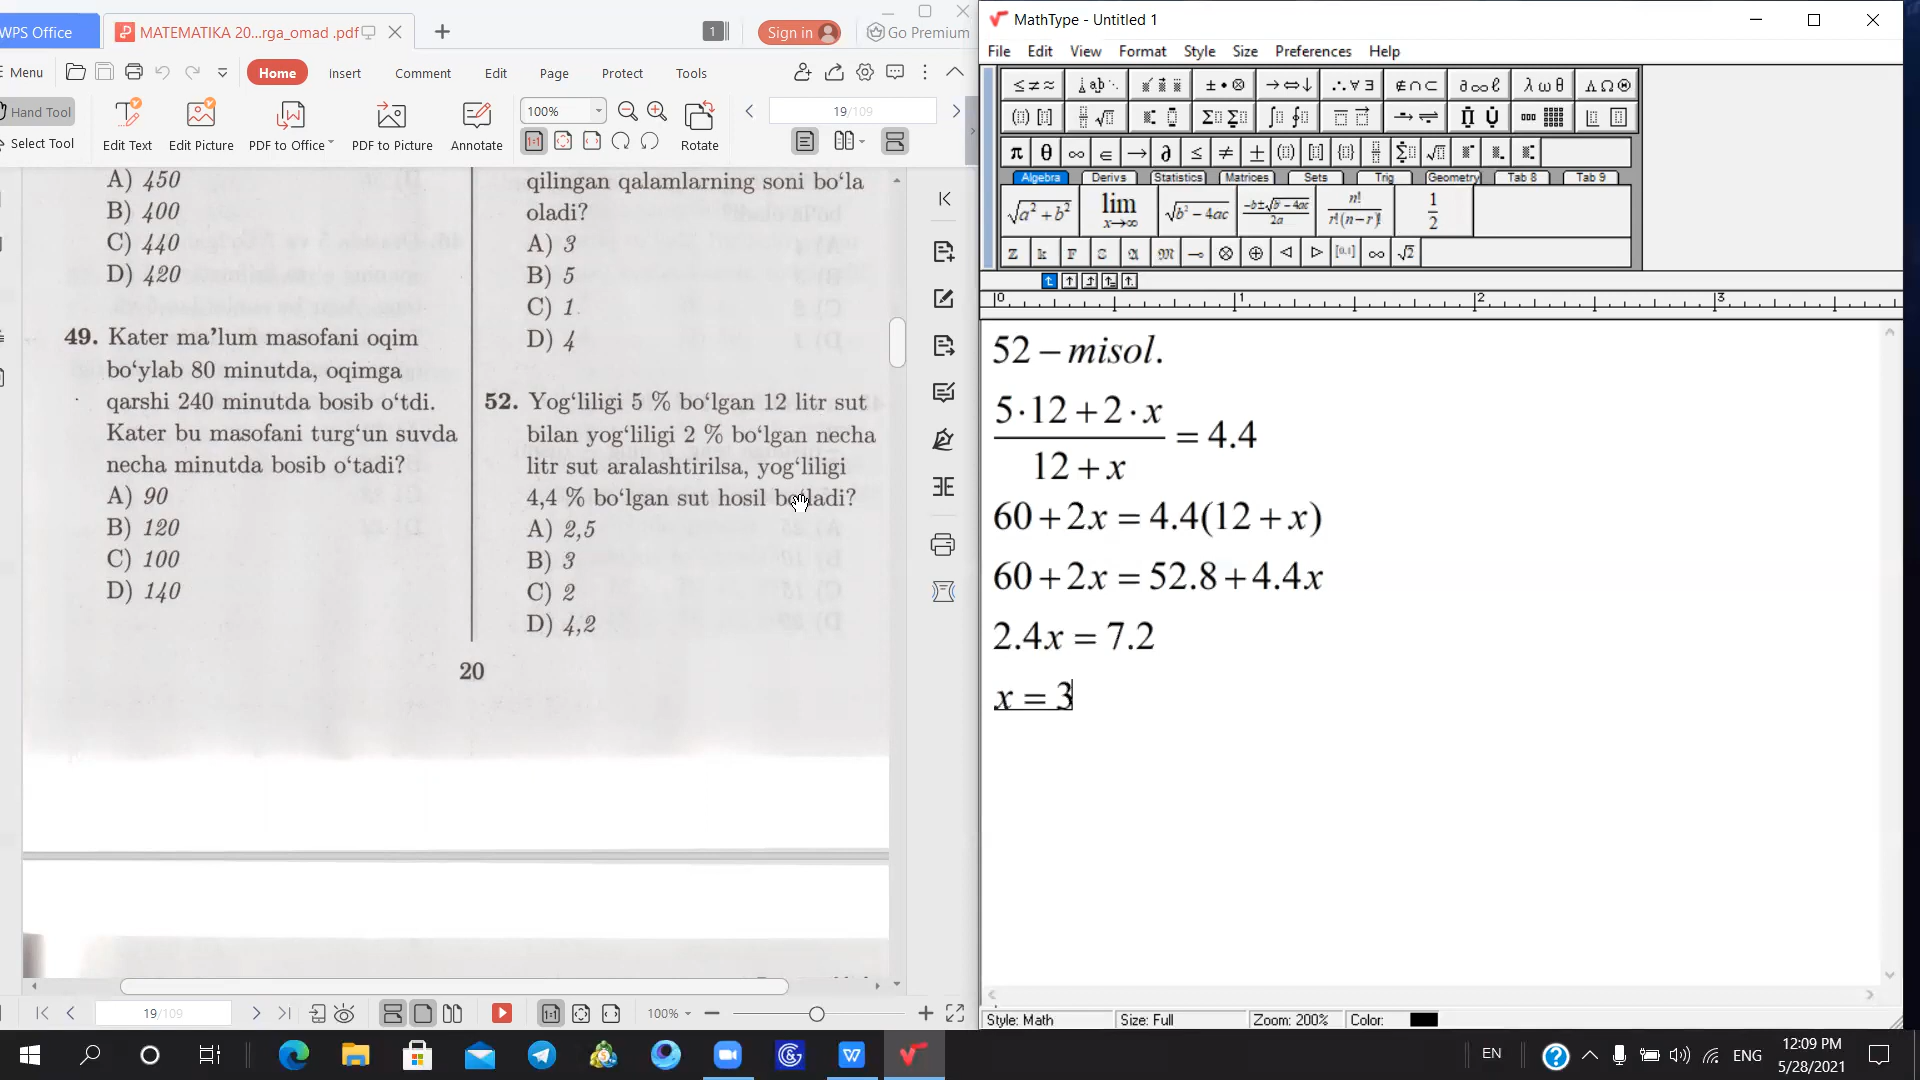 WPS Office
MATEMATIKA 20...rga_omad .pdf
1
Sign in
Go Premium
Menu
Home
Insert
Comment
Edit
Page
Protect
Tools
Hand Tool
Select Tool
Edit Text
Edit Picture
PDF to Office
PDF to Picture
Annotate
100%
Rotate
19/109
A) 450
B) 400
C) 440
D) 420
49. Kater ma’lum masofani oqim
bo‘ylab 80 minutda, oqimga
qarshi 240 minutda bosib o‘tdi.
Kater bu masofani turg‘un suvda
necha minutda bosib o‘tadi?
A) 90
B) 120
C) 100
D) 140
qilingan qalamlarning soni bo‘la
oladi?
A) 3
B) 5
C) 1
D) 4
52. Yog‘liligi 5 % bo‘lgan 12 litr sut
bilan yog‘liligi 2 % bo‘lgan necha
litr sut aralashtirilsa, yog‘liligi
4,4 % bo‘lgan sut hosil bo‘ladi?
A) 2,5
B) 3
C) 2
D) 4,2
20
19/109
100%
MathType - Untitled 1
File Edit View Format Style Size Preferences Help
Algebra Derivs Statistics Matrices Sets Trig Geometry Tab 8 Tab 9
0 1 2 3
52 – misol.
5·12+2·x
12+x
= 4.4
60+2x = 4.4(12+x)
60+2x = 52.8+4.4x
2.4x = 7.2
x = 3
Style: Math
Size: Full
Zoom: 200%
Color:
EN
ENG
12:09 PM
5/28/2021